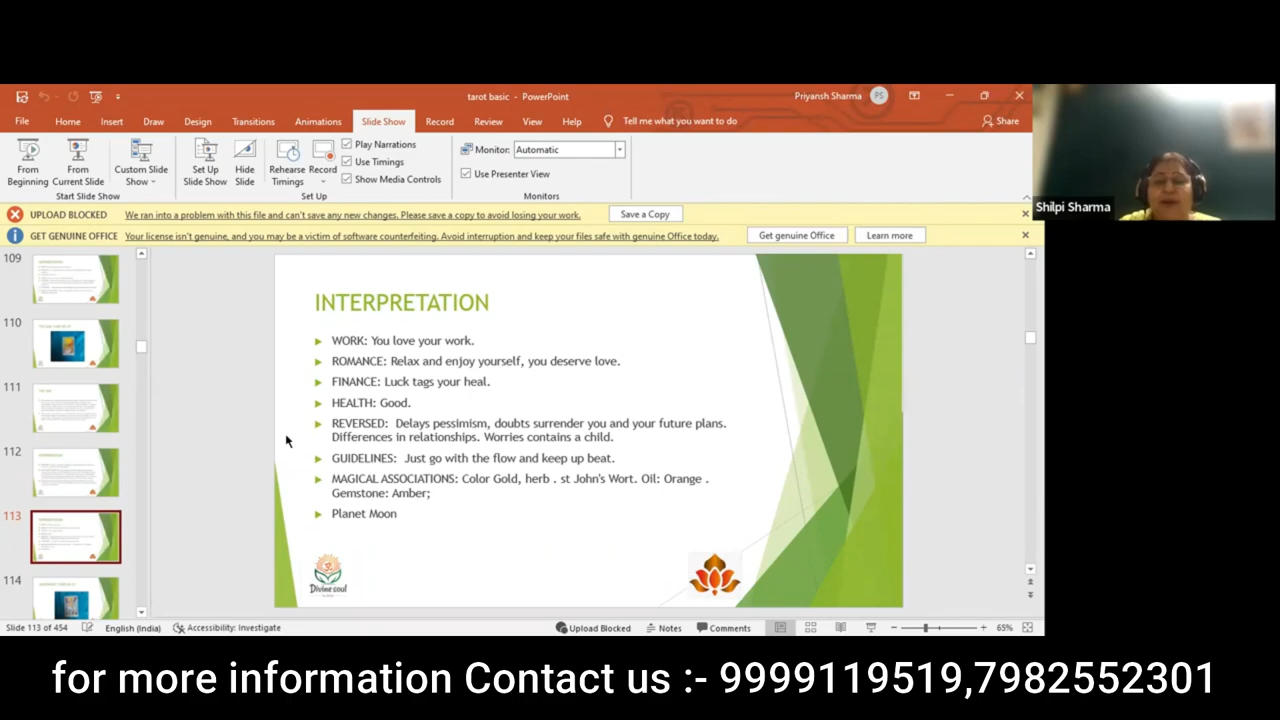 tarot basic - PowerPoint
Priyansh Sharma
PS
File
Home
Insert
Draw
Design
Transitions
Animations
Slide Show
Record
Review
View
Help
Tell me what you want to do
Share
From Beginning
From Current Slide
Custom Slide Show
Start Slide Show
Set Up Slide Show
Hide Slide
Rehearse Timings
Record
Play Narrations
Use Timings
Show Media Controls
Set Up
Monitor:
Automatic
Use Presenter View
Monitors
Shilpi Sharma
UPLOAD BLOCKED We ran into a problem with this file and can't save any new changes. Please save a copy to avoid losing your work. Save a Copy
GET GENUINE OFFICE Your license isn't genuine, and you may be a victim of software counterfeiting. Avoid interruption and keep your files safe with genuine Office today. Get genuine Office Learn more
109
110
111
112
113
114
INTERPRETATION
WORK: You love your work.
ROMANCE: Relax and enjoy yourself, you deserve love.
FINANCE: Luck tags your heal.
HEALTH: Good.
REVERSED: Delays pessimism, doubts surrender you and your future plans.
Differences in relationships. Worries contains a child.
GUIDELINES: Just go with the flow and keep up beat.
MAGICAL ASSOCIATIONS: Color Gold, herb . st John's Wort. Oil: Orange .
Gemstone: Amber;
Planet Moon
Divine soul
Slide 113 of 454
English (India)
Accessibility: Investigate
Upload Blocked
Notes
Comments
65%
for more information Contact us :- 9999119519,7982552301